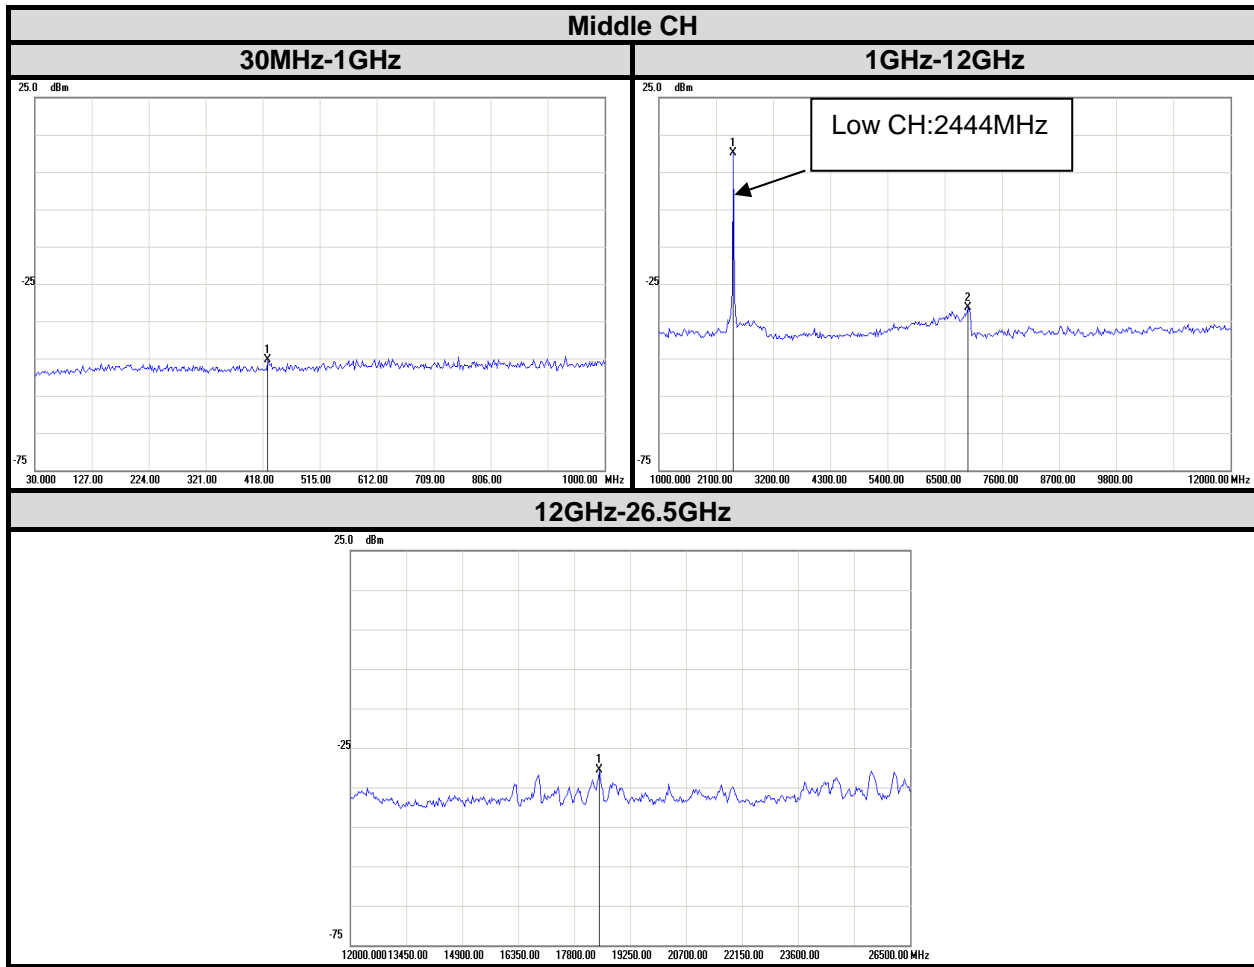 Middle CH
30MHz-1GHz
1GHz-12GHz
25.0 dBm
-25
-75
1
X
30.000 127.00 224.00 321.00 418.00 515.00 612.00 709.00 806.00 1000.00 MHz
25.0 dBm
Low CH:2444MHz
1
X
-25
2
X
-75
1000.000 2100.00 3200.00 4300.00 5400.00 6500.00 7600.00 8700.00 9800.00 12000.00 MHz
12GHz-26.5GHz
25.0 dBm
-25
1
X
-75
12000.000 13450.00 14900.00 16350.00 17800.00 19250.00 20700.00 22150.00 23600.00 26500.00 MHz